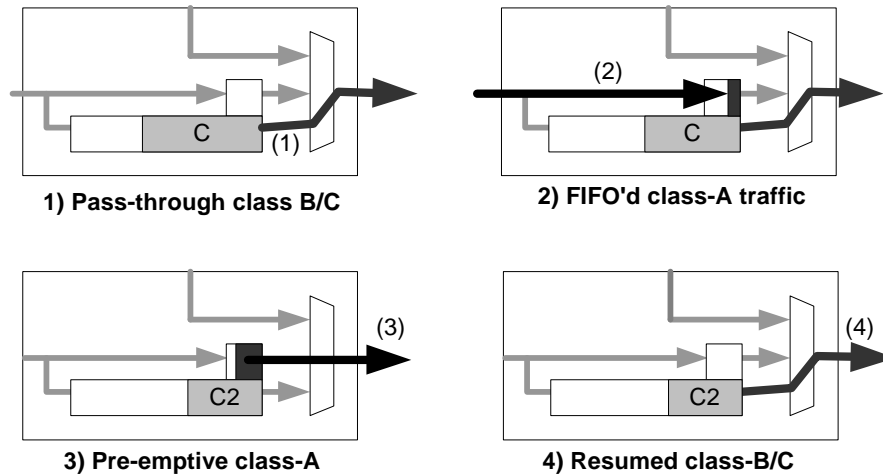 (2)
C
(1)
C
1) Pass-through class B/C
2) FIFO'd class-A traffic
(3)
(4)
C2
C2
3) Pre-emptive class-A
4) Resumed class-B/C